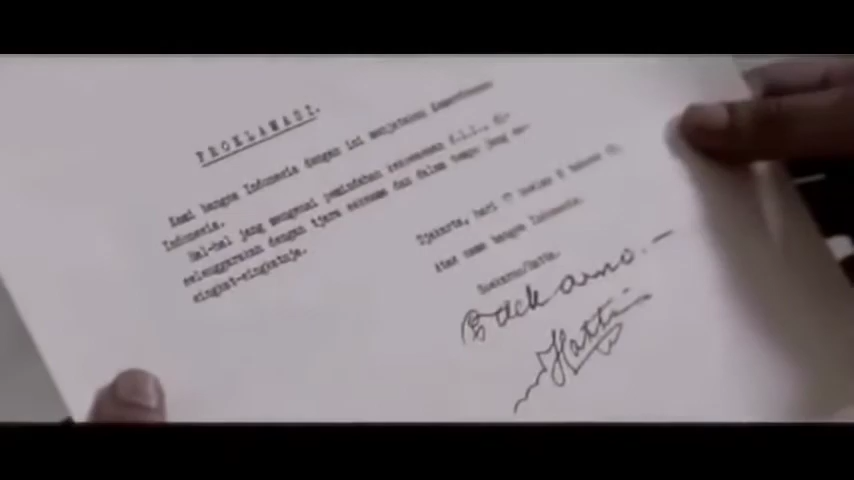 PROKLAMASI.
Kami bangsa Indonesia dengan ini menjatakan kemerdekaan
Indonesia.
Hal-hal jang mengenai pemindahan kekoeasaan d.l.l., di-
selenggarakan dengan tjara seksama dan dalam tempo jang se-
singkat-singkatnja.
Djakarta, hari 17 boelan 8 tahoen 05
Atas nama bangsa Indonesia.
Soekarno/Hatta.
Soekarno.
Hatta